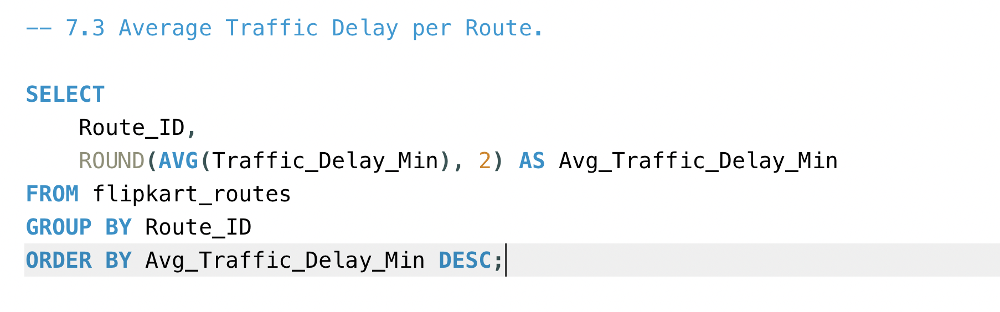 -- 7.3 Average Traffic Delay per Route.
SELECT
    Route_ID,
    ROUND(AVG(Traffic_Delay_Min), 2) AS Avg_Traffic_Delay_Min
FROM flipkart_routes
GROUP BY Route_ID
ORDER BY Avg_Traffic_Delay_Min DESC;